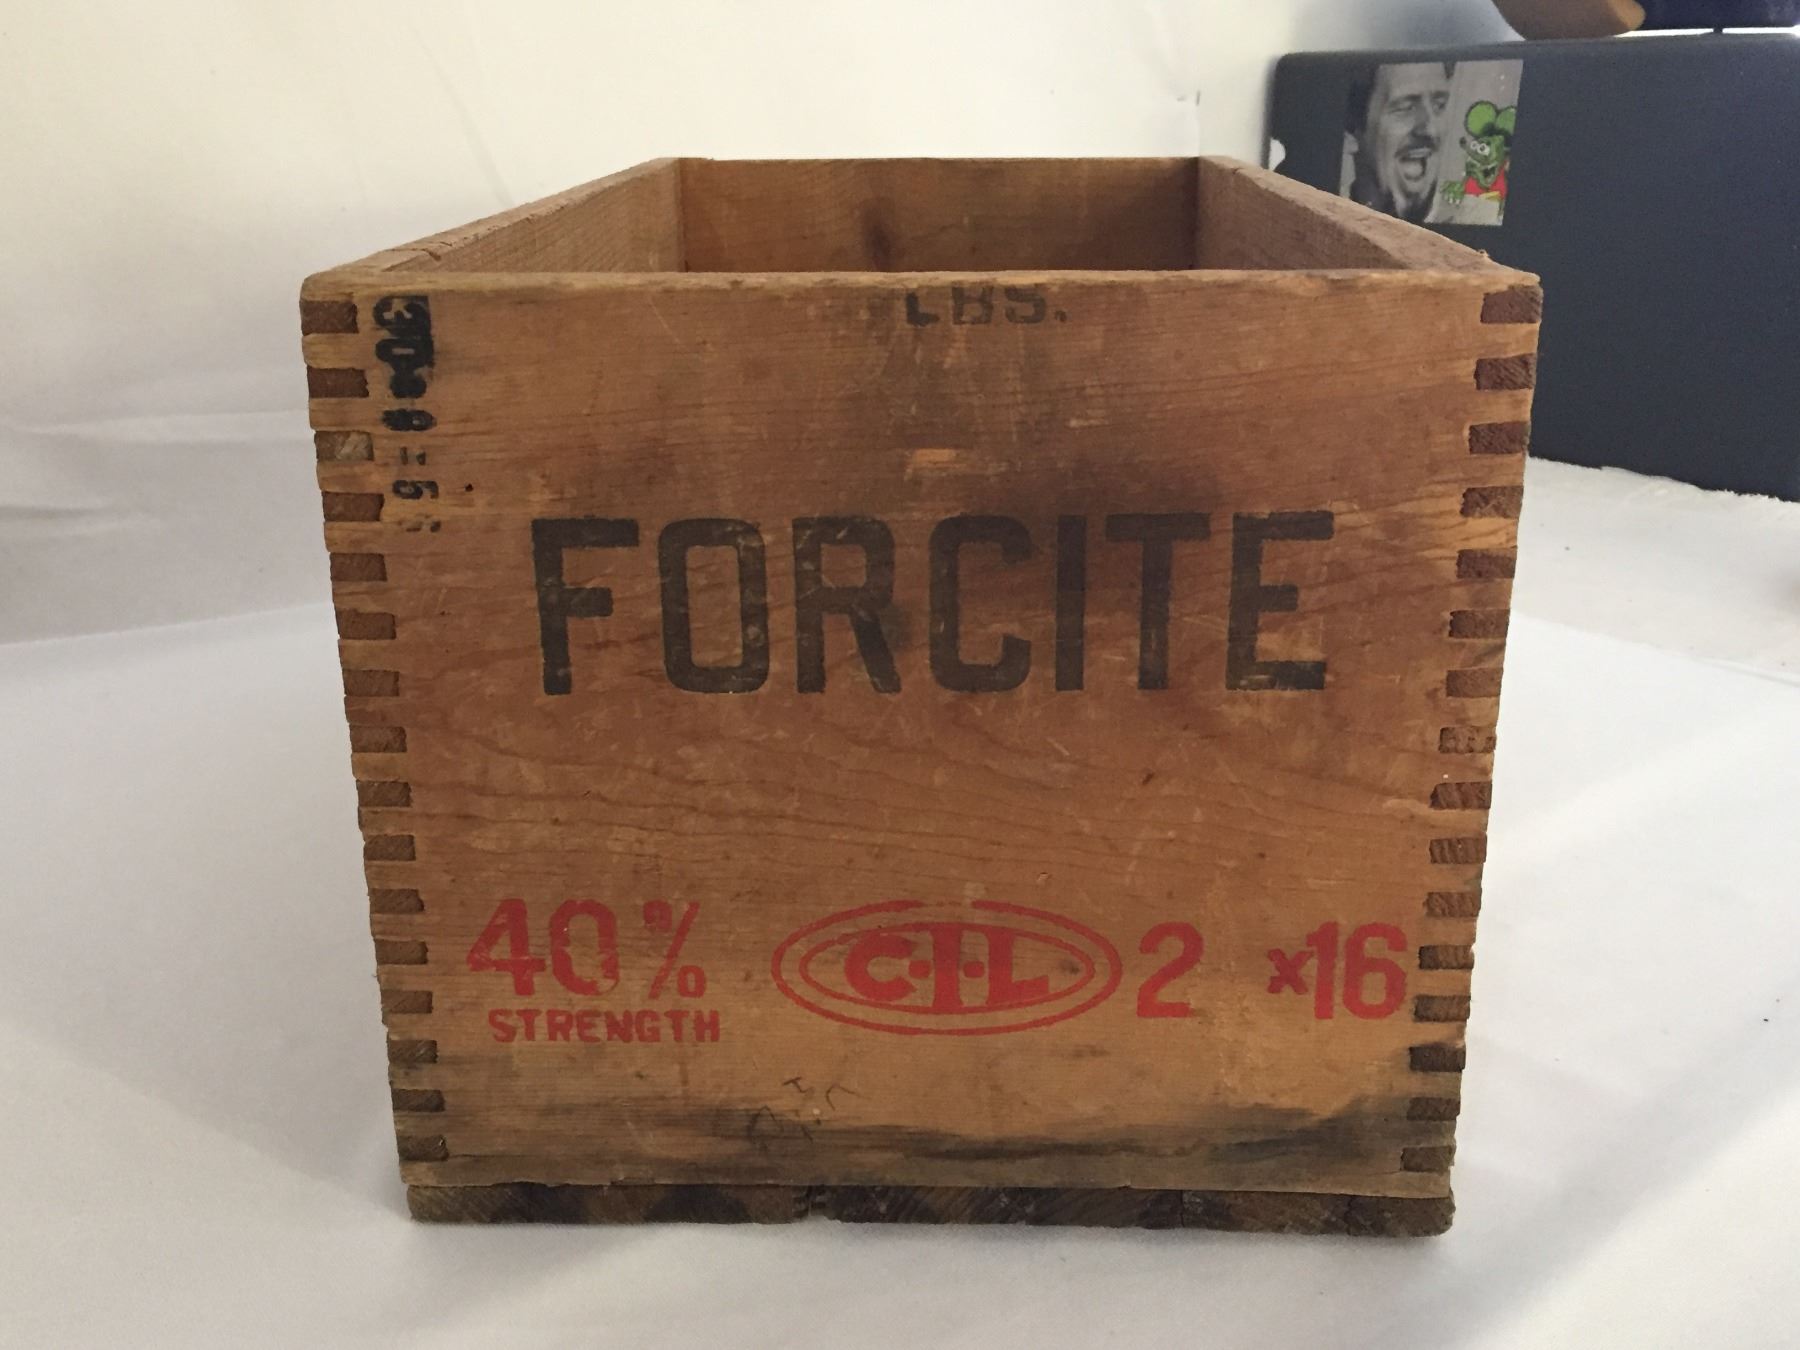 LBS.
FORCITE
40% C·I·L 2 x16
STRENGTH